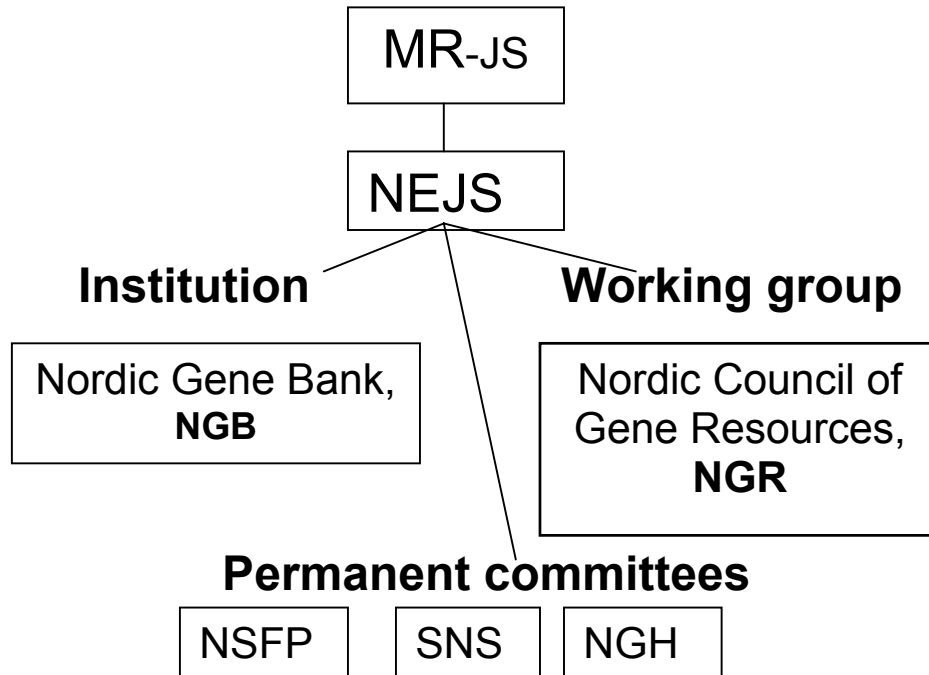 MR-JS
NEJS
Institution
Working group
Nordic Gene Bank,
NGB
Nordic Council of
Gene Resources,
NGR
Permanent committees
NSFP
SNS
NGH